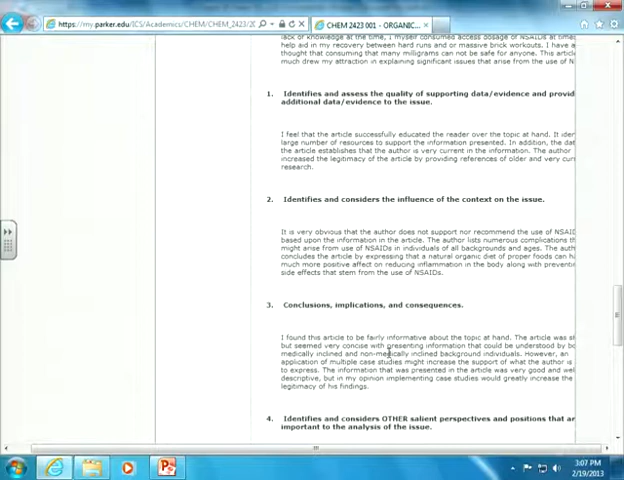 https://my.parker.edu/ICS/Academics/CHEM/CHEM_2423/20
CHEM 2423 001 - ORGANIC...
lack of knowledge at the time, I myself consumed access dosage of NSAIDs at time
help aid in my recovery between hard runs and or massive brick workouts. I have a
thought that consuming that many milligrams can not be safe for anyone. This articl
much drew my attraction in explaining significant issues that arise from the use of N
1. Identifies and assess the quality of supporting data/evidence and provid
additional data/evidence to the issue.
I feel that the article successfully educated the reader over the topic at hand. It iden
large number of resources to support the information presented. In addition, the dat
the article establishes that the author is very current in the information. The author
increased the legitimacy of the article by providing references of older and very curr
research.
2. Identifies and considers the influence of the context on the issue.
It is very obvious that the author does not support nor recommend the use of NSAID
based upon the information in the article. The author lists numerous complications th
might arise from use of NSAIDs in individuals of all backgrounds and ages. The auth
concludes the article by expressing that a natural organic diet of proper foods can h
much more positive affect on reducing inflammation in the body along with preventi
side effects that stem from the use of NSAIDs.
3. Conclusions, implications, and consequences.
I found this article to be fairly informative about the topic at hand. The article was sh
but seemed very concise with presenting information that could be understood by bo
medically inclined and non-medically inclined background individuals. However, an
application of multiple case studies might increase the support of what the author is
to express. The information that was presented in the article was very good and wel
descriptive, but in my opinion implementing case studies would greatly increase the
legitimacy of his findings.
4. Identifies and considers OTHER salient perspectives and positions that ar
important to the analysis of the issue.
3:07 PM
2/19/2013